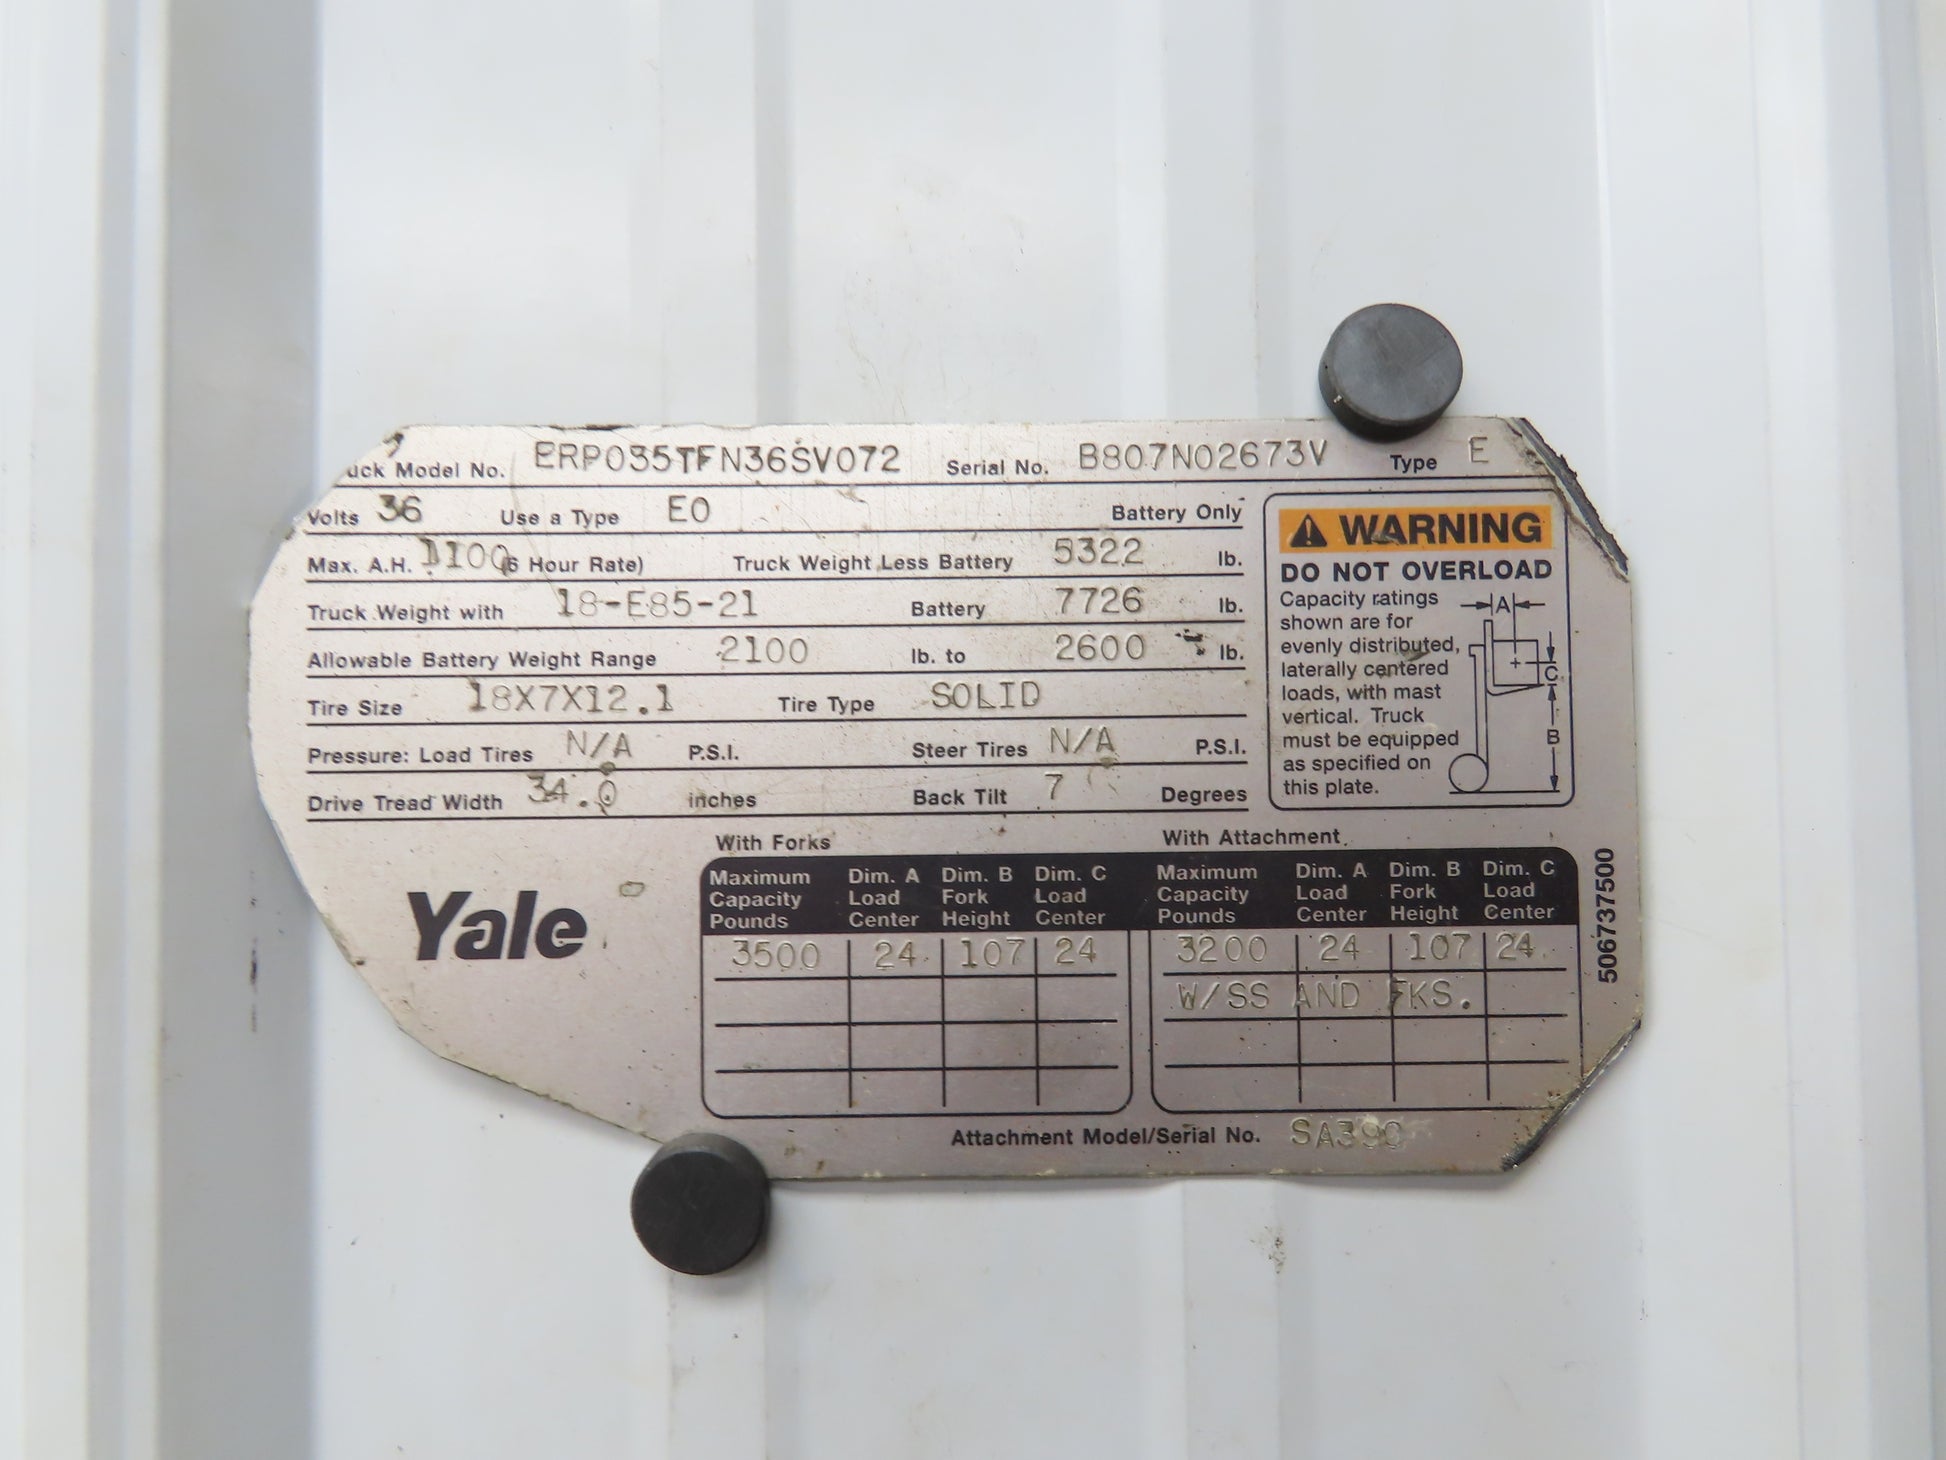 uck Model No. ERP035TFN36SV072 Serial No. B807N02673V Type E
Volts 36 Use a Type EO Battery Only
Max. A.H. 1100 (6 Hour Rate) Truck Weight Less Battery 5322 lb.
Truck Weight with 18-E85-21 Battery 7726 lb.
Allowable Battery Weight Range 2100 lb. to 2600 lb.
Tire Size 18X7X12.1 Tire Type SOLID
Pressure: Load Tires N/A P.S.I. Steer Tires N/A P.S.I.
Drive Tread Width 34.0 inches Back Tilt 7 Degrees
⚠ WARNING
DO NOT OVERLOAD
Capacity ratings
shown are for
evenly distributed,
laterally centered
loads, with mast
vertical. Truck
must be equipped
as specified on
this plate.
A
C
B
Yale
With Forks
Maximum Dim. A Dim. B Dim. C
Capacity Load Fork Load
Pounds Center Height Center
3500 24 107 24
With Attachment
Maximum Dim. A Dim. B Dim. C
Capacity Load Fork Load
Pounds Center Height Center
3200 24 107 24
W/SS AND FKS.
Attachment Model/Serial No. SA390
506737500